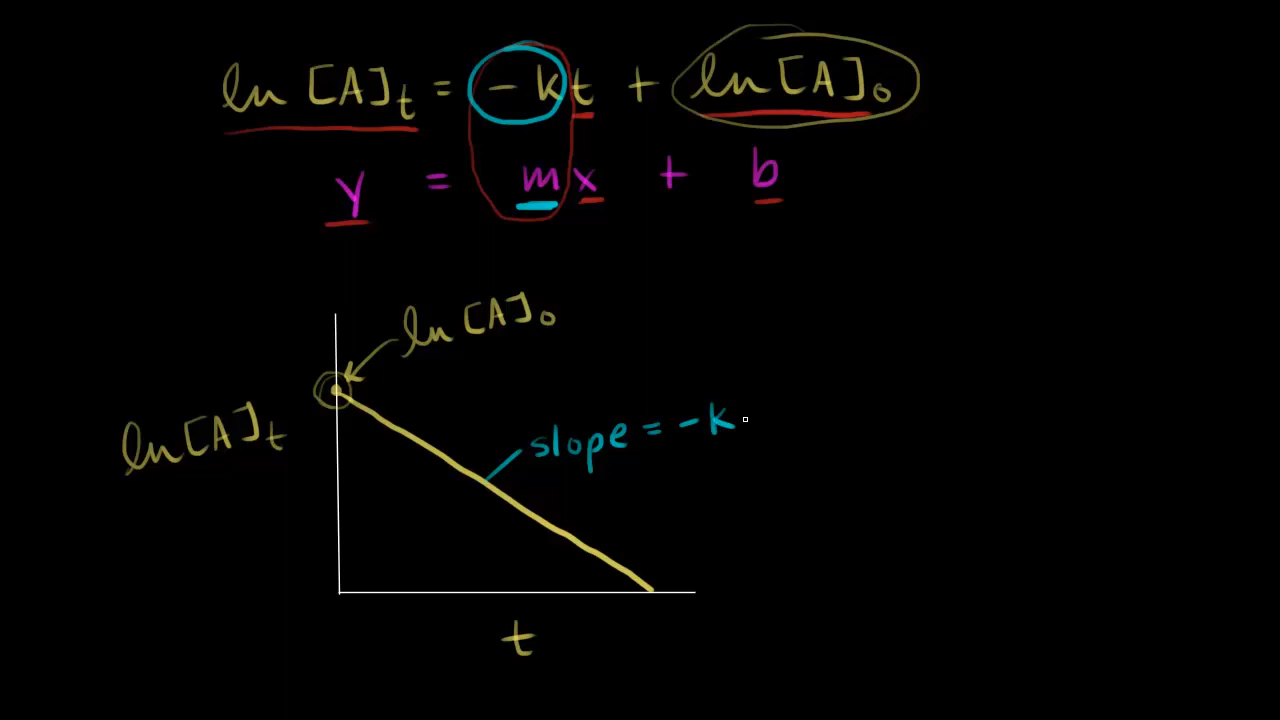 ln [A]t = -kt + ln [A]0
y = mx + b
ln [A]0
ln [A]t
slope = -k
t